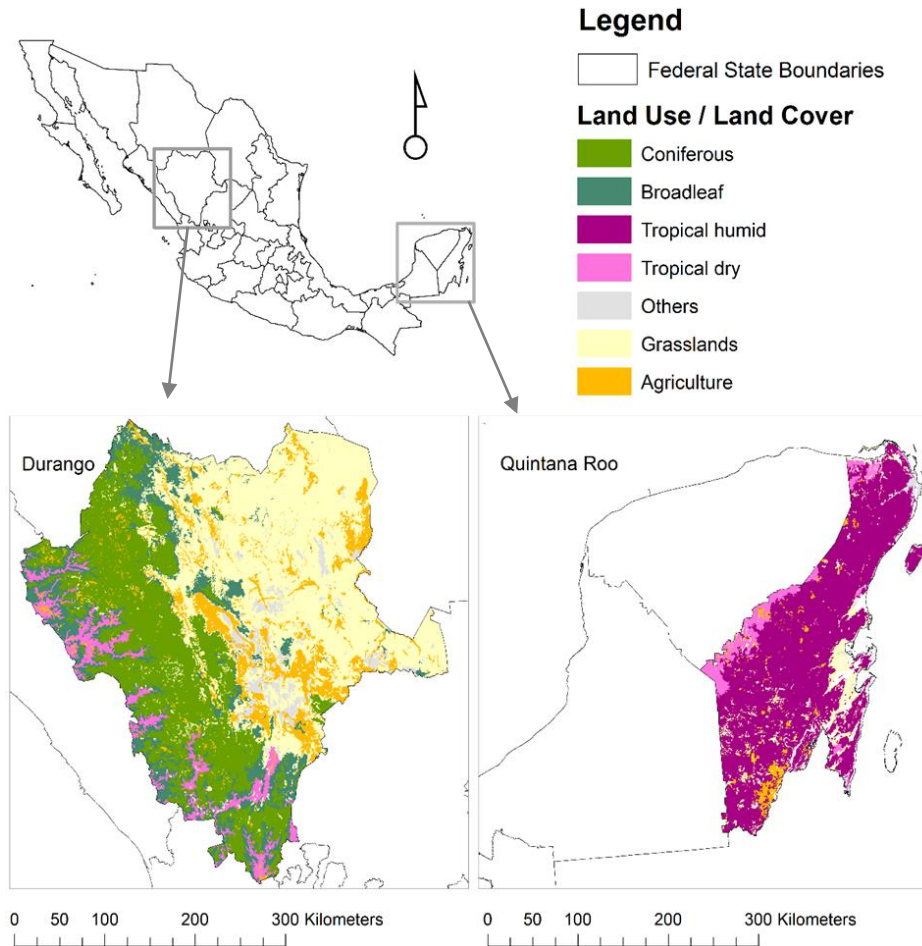 Legend
Federal State Boundaries
Land Use / Land Cover
Coniferous
Broadleaf
Tropical humid
Tropical dry
Others
Grasslands
Agriculture
Durango
Quintana Roo
0 50 100 200 300 Kilometers
0 50 100 200 300 Kilometers